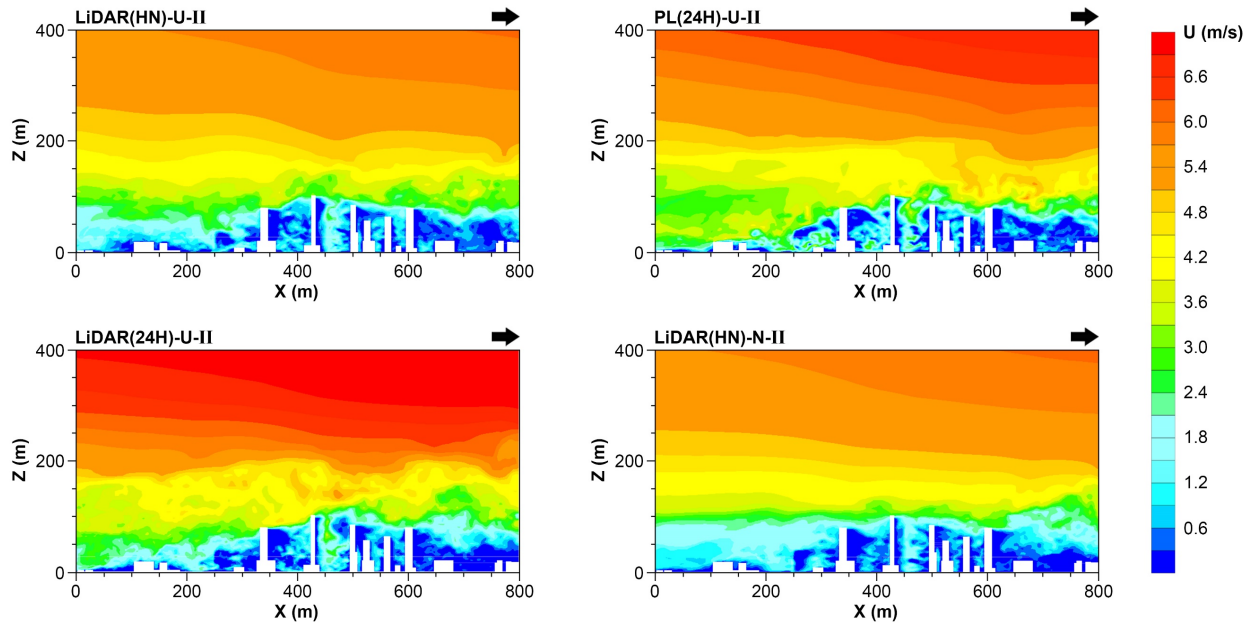 LiDAR(HN)-U-II
400
200
0
Z (m)
0 200 400 600 800
X (m)
PL(24H)-U-II
400
200
0
Z (m)
0 200 400 600 800
X (m)
U (m/s)
6.6
6.0
5.4
4.8
4.2
3.6
3.0
2.4
1.8
1.2
0.6
LiDAR(24H)-U-II
400
200
0
Z (m)
0 200 400 600 800
X (m)
LiDAR(HN)-N-II
400
200
0
Z (m)
0 200 400 600 800
X (m)